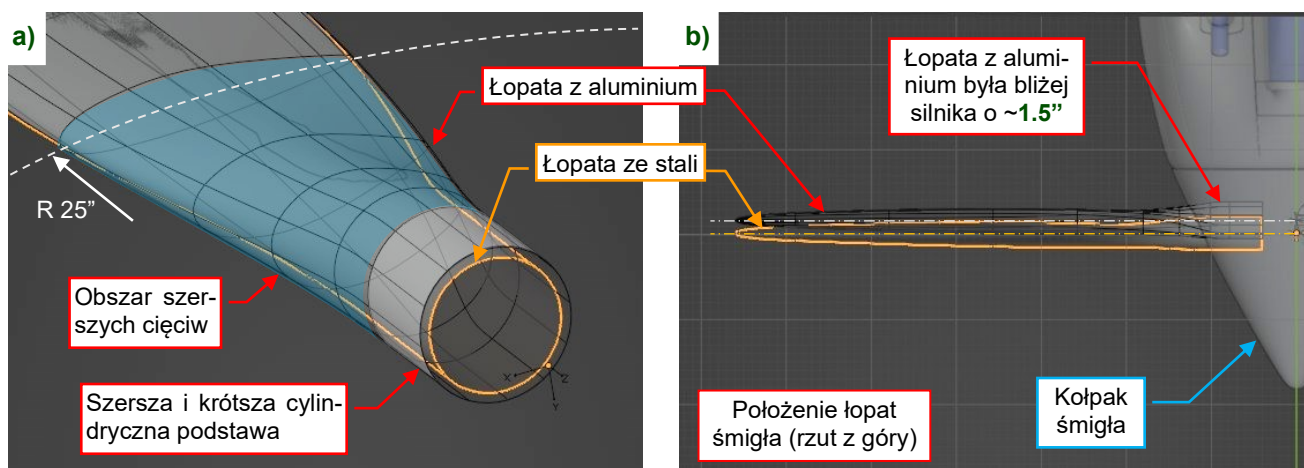 a)
Łopata z aluminium
Łopata ze stali
R 25”
Obszar szer-
szych cięciw
Szersza i krótsza cylin-
dryczna podstawa
X
Z
Y
b)
Łopata z alumi-
nium była bliżej
silnika o ~1.5”
Położenie łopat
śmigła (rzut z góry)
Kołpak
śmigła